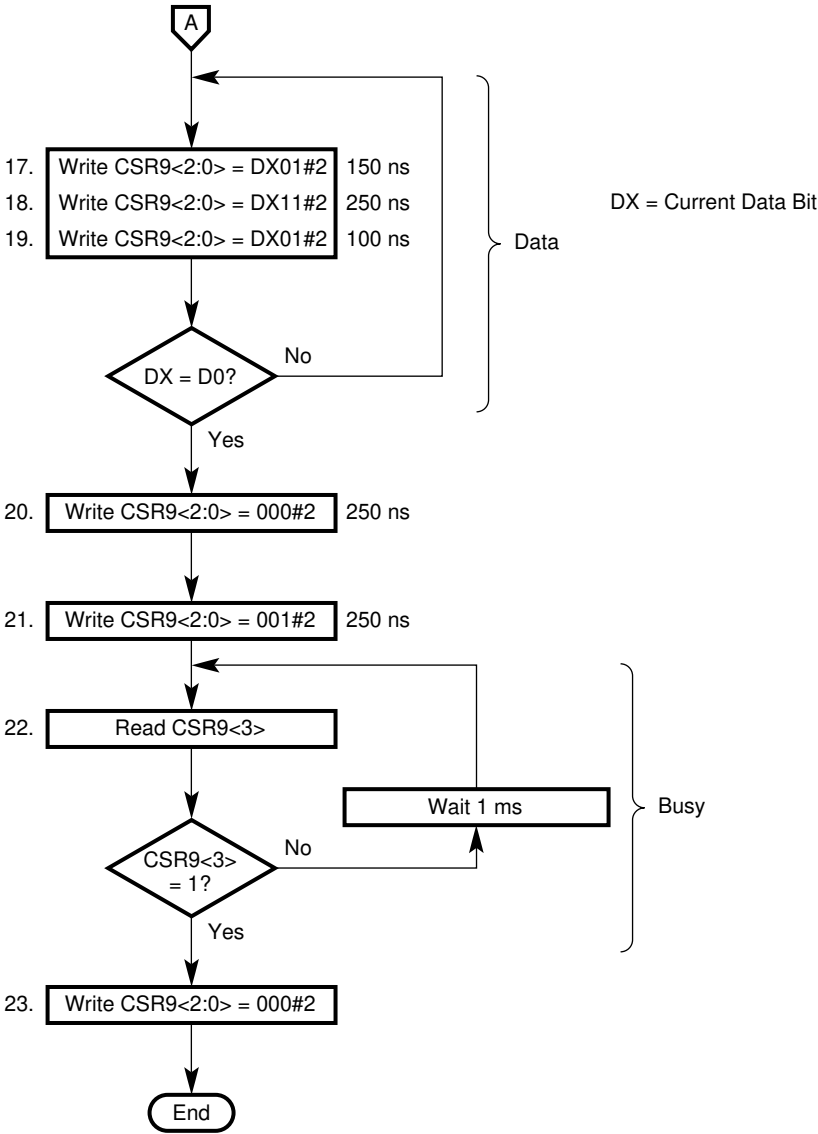 A
17. Write CSR9<2:0> = DX01#2 150 ns
18. Write CSR9<2:0> = DX11#2 250 ns
19. Write CSR9<2:0> = DX01#2 100 ns
DX = Current Data Bit
Data
DX = D0?
No
Yes
20. Write CSR9<2:0> = 000#2 250 ns
21. Write CSR9<2:0> = 001#2 250 ns
22. Read CSR9<3>
Wait 1 ms
Busy
CSR9<3>
= 1?
No
Yes
23. Write CSR9<2:0> = 000#2
End